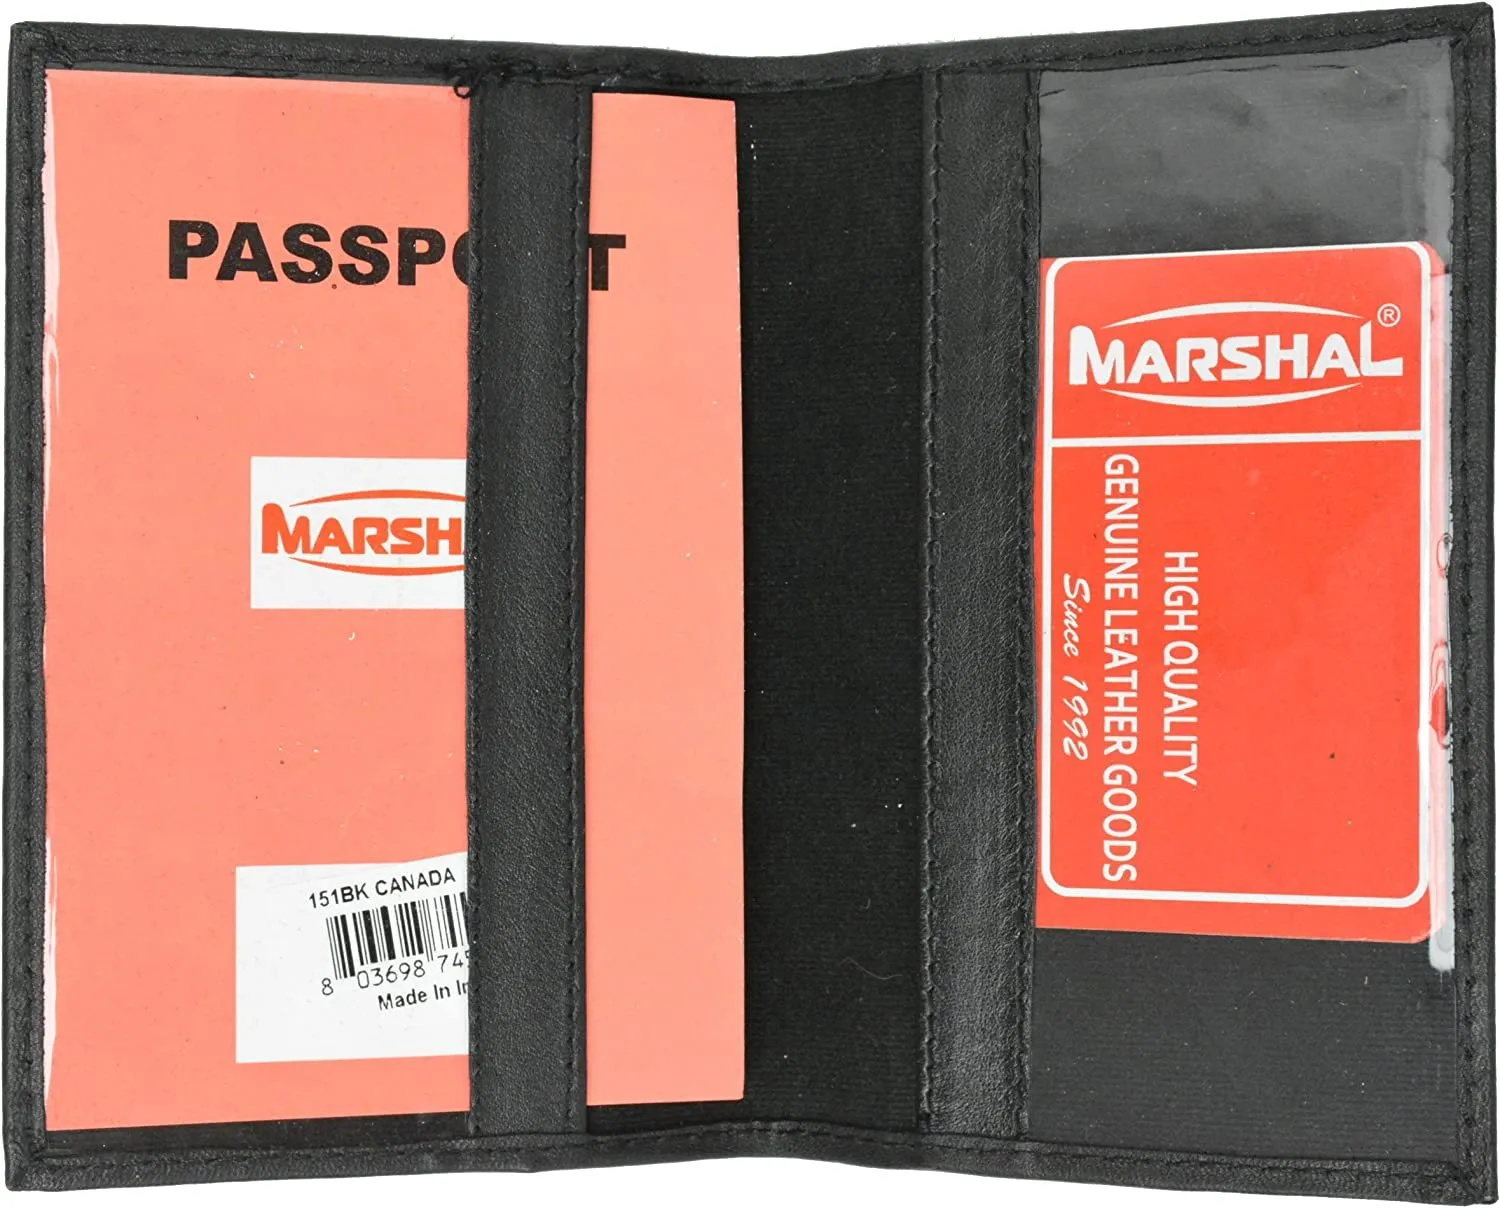 PASSPO T
MARSH
151BK CANADA
8 03698 74
Made In In
MARSHAL®
HIGH QUALITY
GENUINE LEATHER GOODS
Since 1992